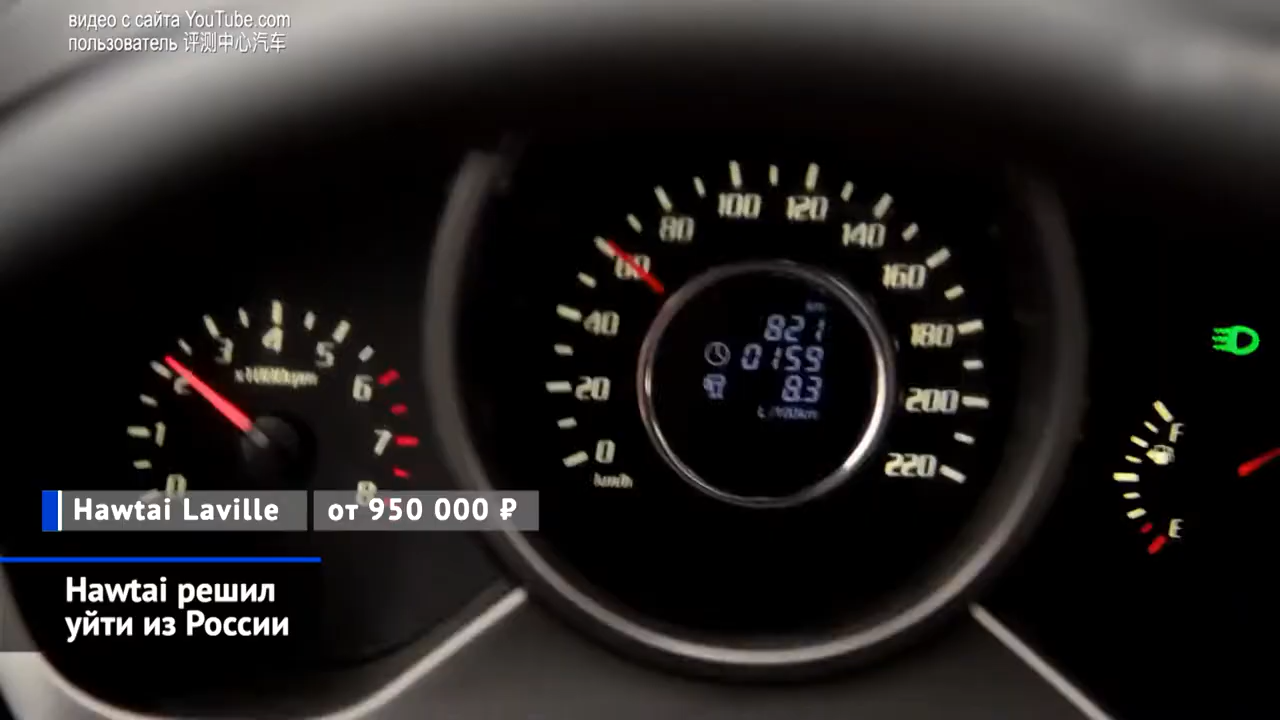 видео с сайта YouTube.com
пользователь 评测中心汽车
0
1
2
3
4
5
6
7
8
x1000rpm
0
20
40
60
80
100
120
140
160
180
200
220
km/h
km
821
0159
8.3
L/100km
F
E
Hawtai Laville
от 950 000 ₽
Hawtai решил
уйти из России